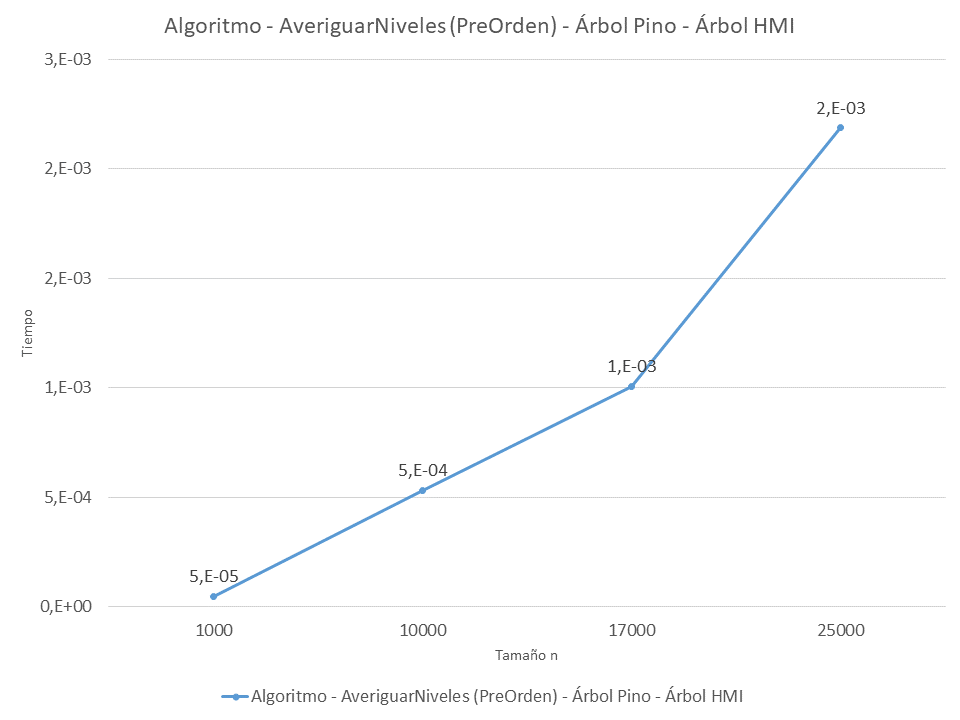 Algoritmo - AveriguarNiveles (PreOrden) - Árbol Pino - Árbol HMI
3,E-03
2,E-03
2,E-03
1,E-03
5,E-04
0,E+00
Tiempo
5,E-05
5,E-04
1,E-03
2,E-03
1000
10000
17000
25000
Tamaño n
Algoritmo - AveriguarNiveles (PreOrden) - Árbol Pino - Árbol HMI